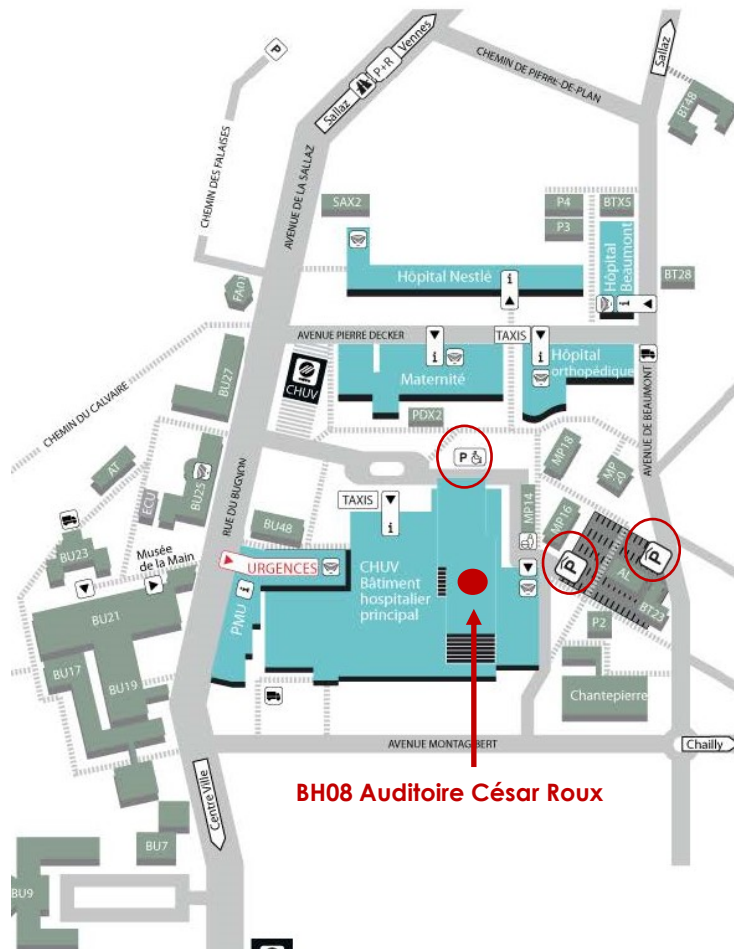 P
Vennes
P+R
Sallaz
Sallaz
CHEMIN DE PIERRE-DE-PLAN
BT48
CHEMIN DES FALAISES
AVENUE DE LA SALLAZ
SAX2
P4
BTX5
P3
Hôpital Nestlé
i
Hôpital
Beaumont
i
BT28
FA01
AVENUE PIERRE DECKER
TAXIS
i
i
Hôpital
orthopédique
CHUV
Maternité
PDX2
BU27
CHEMIN DU CALVAIRE
AVENUE DE BEAUMONT
P
MP18
MP
20
AT
BU25
ECU
RUE DU BUGNON
TAXIS
i
MP14
MP16
BU48
BU23
Musée
de la Main
URGENCES
CHUV
Bâtiment
hospitalier
principal
P
P
AL
BT23
PMU
i
BU21
P2
BU17
BU19
Chantepierre
AVENUE MONTAGIBERT
Chailly
Centre Ville
BH08 Auditoire César Roux
BU7
BU9